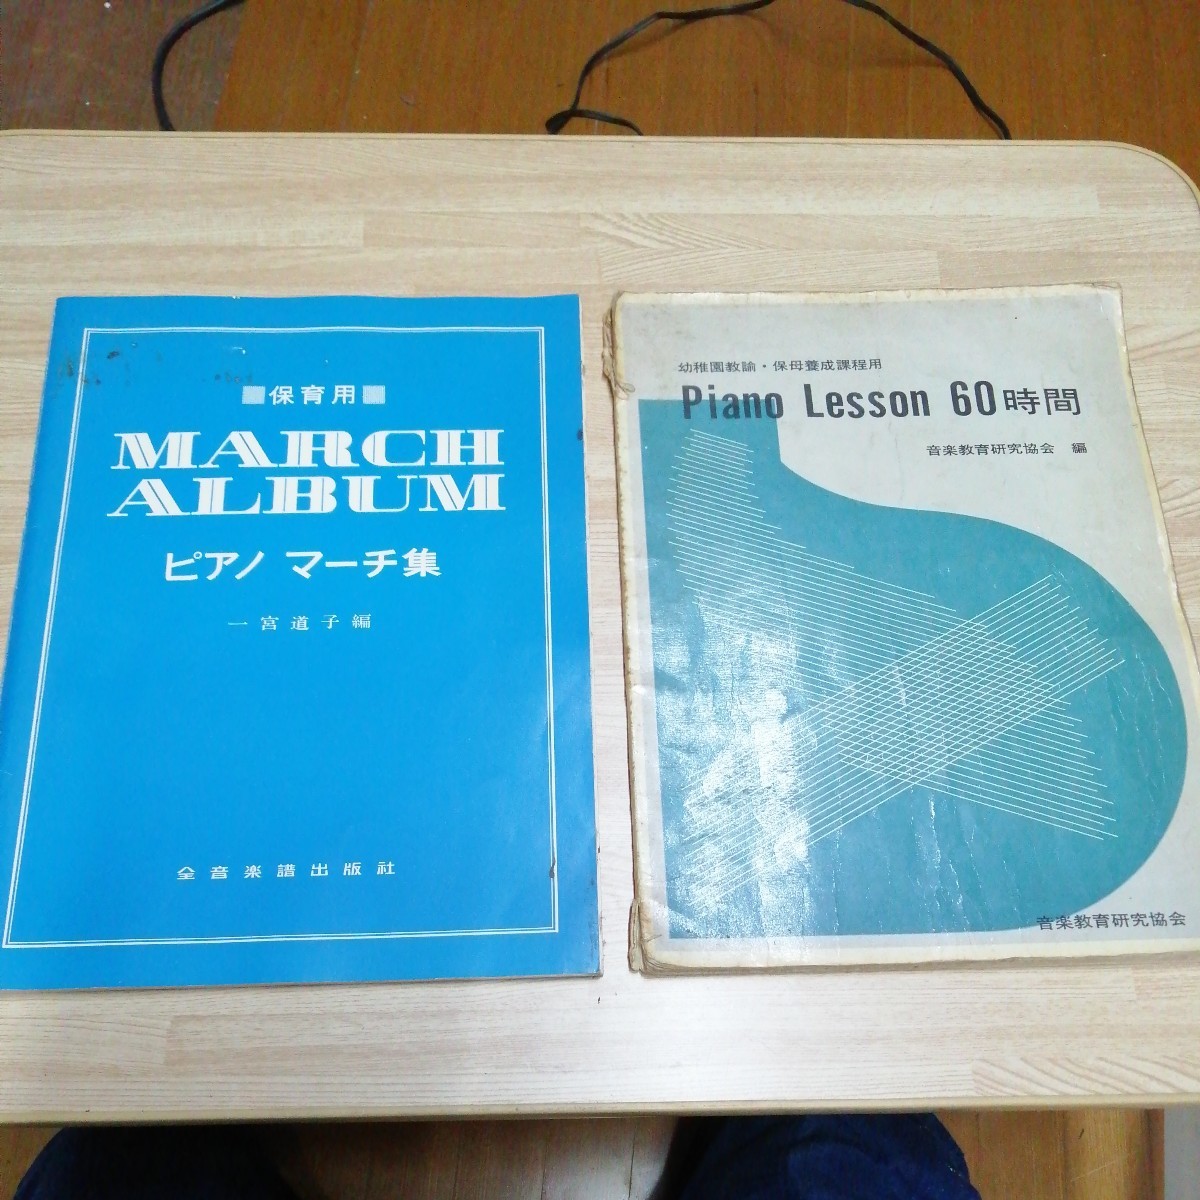 保育用
MARCH
ALBUM
ピアノ マーチ集
一宮道子編
全音楽譜出版社
幼稚園教諭・保母養成課程用
Piano Lesson 60時間
音楽教育研究協会 編
音楽教育研究協会